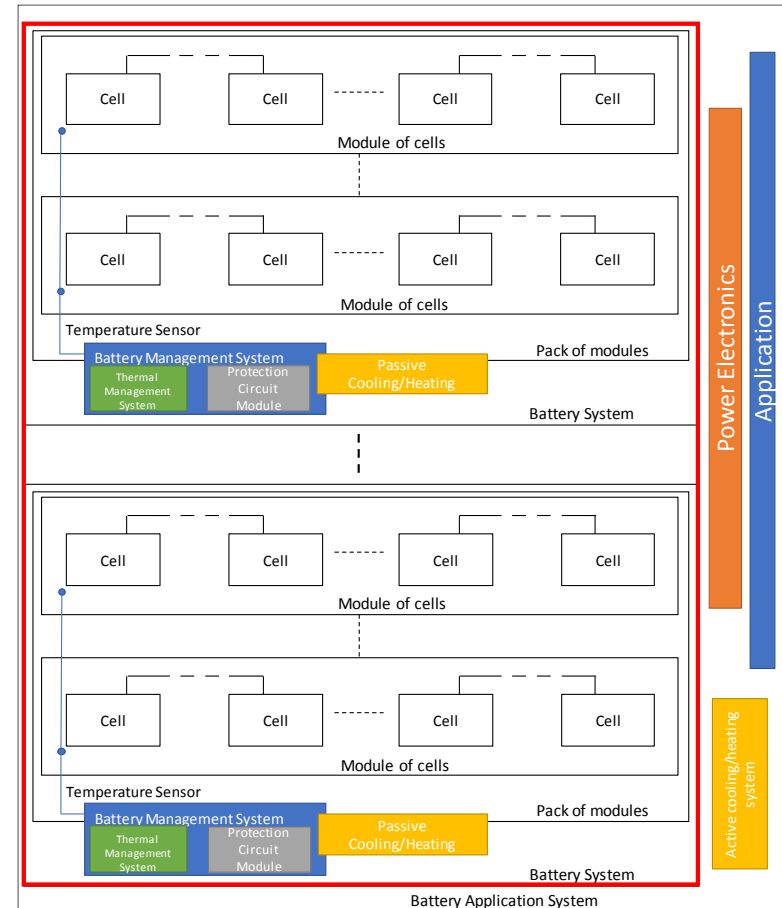 Cell
Cell
Cell
Cell
Module of cells
Cell
Cell
Cell
Cell
Module of cells
Temperature Sensor
Pack of modules
Battery Management System
Thermal
Management
System
Protection
Circuit
Module
Passive
Cooling/Heating
Battery System
Cell
Cell
Cell
Cell
Module of cells
Cell
Cell
Cell
Cell
Module of cells
Temperature Sensor
Pack of modules
Battery Management System
Thermal
Management
System
Protection
Circuit
Module
Passive
Cooling/Heating
Battery System
Battery Application System
Power Electronics
Application
Active cooling/heating
system